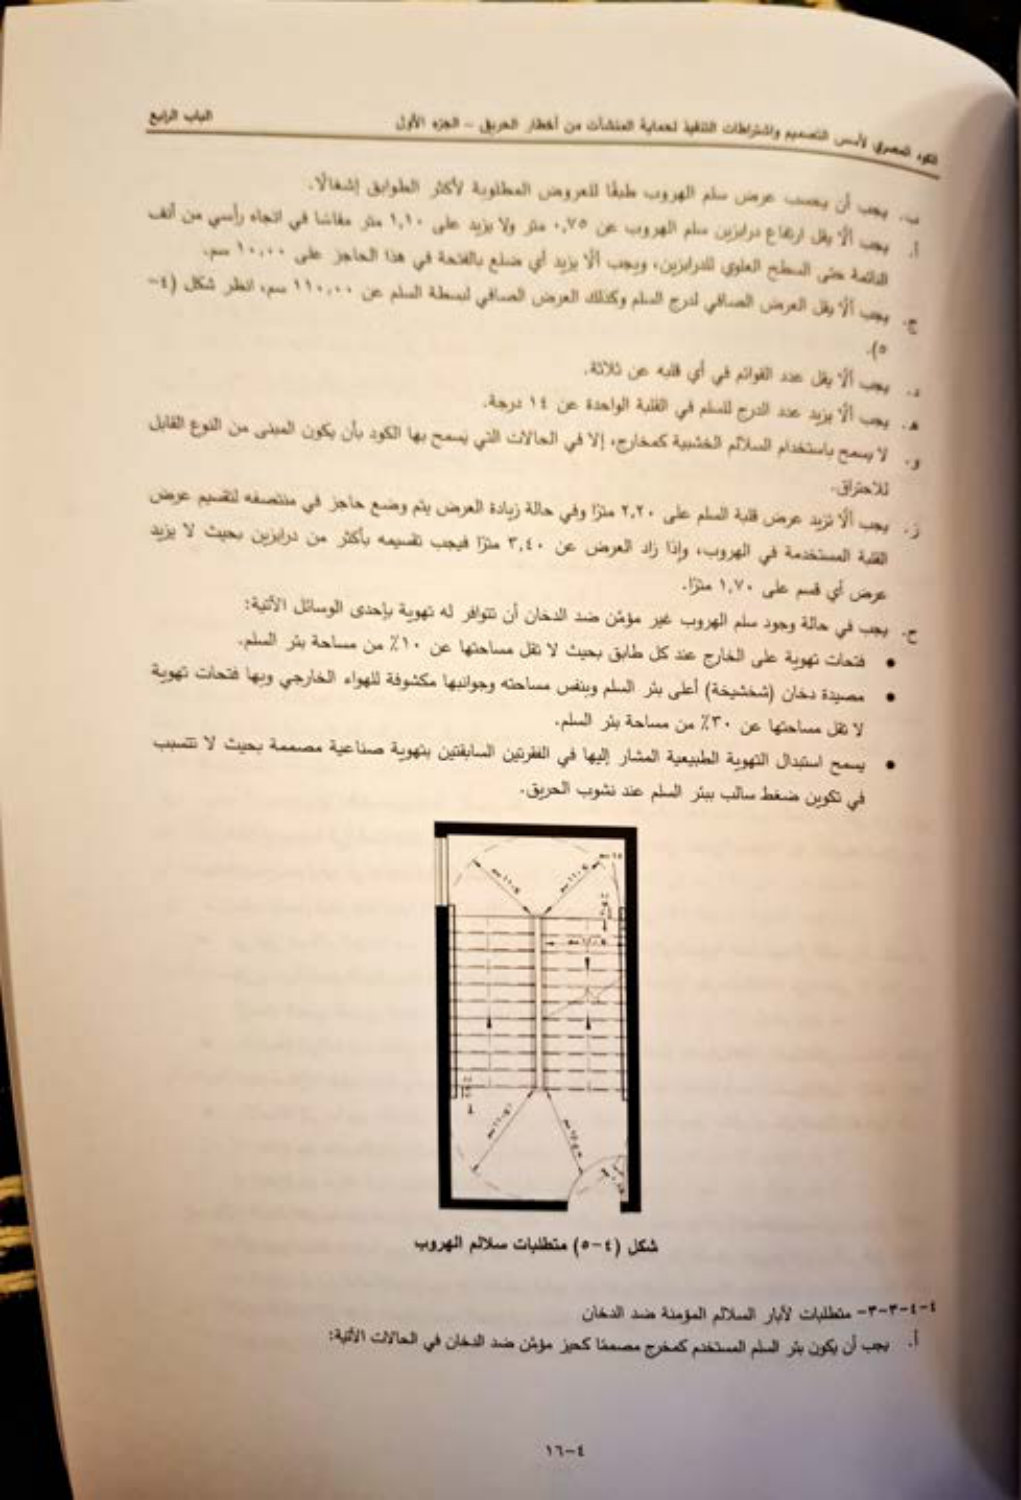 الكود المصري لأسس التصميم واشتراطات التنفيذ لحماية المنشآت من أخطار الحريق – الجزء الأول
الباب الرابع
ب. يجب أن يحسب عرض سلم الهروب طبقًا للعروض المطلوبة لأكثر الطوابق إشغالًا.
أ. يجب ألا يقل ارتفاع درابزين سلم الهروب عن ٠,٧٥ متر ولا يزيد على ١,١٠ متر مقاسًا في اتجاه رأسي من أنف
النائمة حتى السطح العلوي للدرابزين، ويجب ألا يزيد أي ضلع بالفتحة في هذا الحاجز على ١٠,٠٠ سم.
ج. يجب ألا يقل العرض الصافي لدرج السلم وكذلك العرض الصافي لبسطة السلم عن ١١٠,٠٠ سم، انظر شكل (٤–
٥).
د. يجب ألا يقل عدد القوائم في أي قلبه عن ثلاثة.
ه. يجب ألا يزيد عدد الدرج للسلم في القلبة الواحدة عن ١٤ درجة.
و. لا يسمح باستخدام السلالم الخشبية كمخارج، إلا في الحالات التي يسمح بها الكود بأن يكون المبنى من النوع القابل
للاحتراق.
ز. يجب ألا تزيد عرض قلبة السلم على ٢,٢٠ مترًا وفي حالة زيادة العرض يتم وضع حاجز في منتصفه لتقسيم عرض
القلبة المستخدمة في الهروب، وإذا زاد العرض عن ٣,٤٠ مترًا فيجب تقسيمه بأكثر من درابزين بحيث لا يزيد
عرض أي قسم على ١,٧٠ مترًا.
ح. يجب في حالة وجود سلم الهروب غير مؤمّن ضد الدخان أن تتوافر له تهوية بإحدى الوسائل الآتية:
• فتحات تهوية على الخارج عند كل طابق بحيث لا تقل مساحتها عن ١٠٪ من مساحة بئر السلم.
• مصيدة دخان (شخشيخة) أعلى بئر السلم وبنفس مساحته وجوانبها مكشوفة للهواء الخارجي وبها فتحات تهوية
لا تقل مساحتها عن ٣٠٪ من مساحة بئر السلم.
• يسمح استبدال التهوية الطبيعية المشار إليها في الفقرتين السابقتين بتهوية صناعية مصممة بحيث لا تتسبب
في تكوين ضغط سالب ببئر السلم عند نشوب الحريق.
شكل (٤–٥) متطلبات سلالم الهروب
٤-٤-٣-٣- متطلبات لآبار السلالم المؤمنة ضد الدخان
أ. يجب أن يكون بئر السلم المستخدم كمخرج مصممًا كحيز مؤمّن ضد الدخان في الحالات الآتية:
٤–١٦